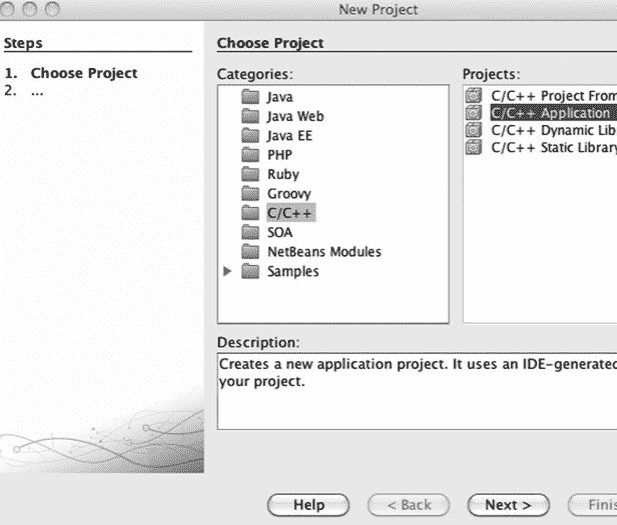 New Project
Steps
1. Choose Project
2. ...
Choose Project
Categories:
Java
Java Web
Java EE
PHP
Ruby
Groovy
C/C++
SOA
NetBeans Modules
Samples
Projects:
C/C++ Project From
C/C++ Application
C/C++ Dynamic Lib
C/C++ Static Library
Description:
Creates a new application project. It uses an IDE-generated
your project.
Help
< Back
Next >
Finis